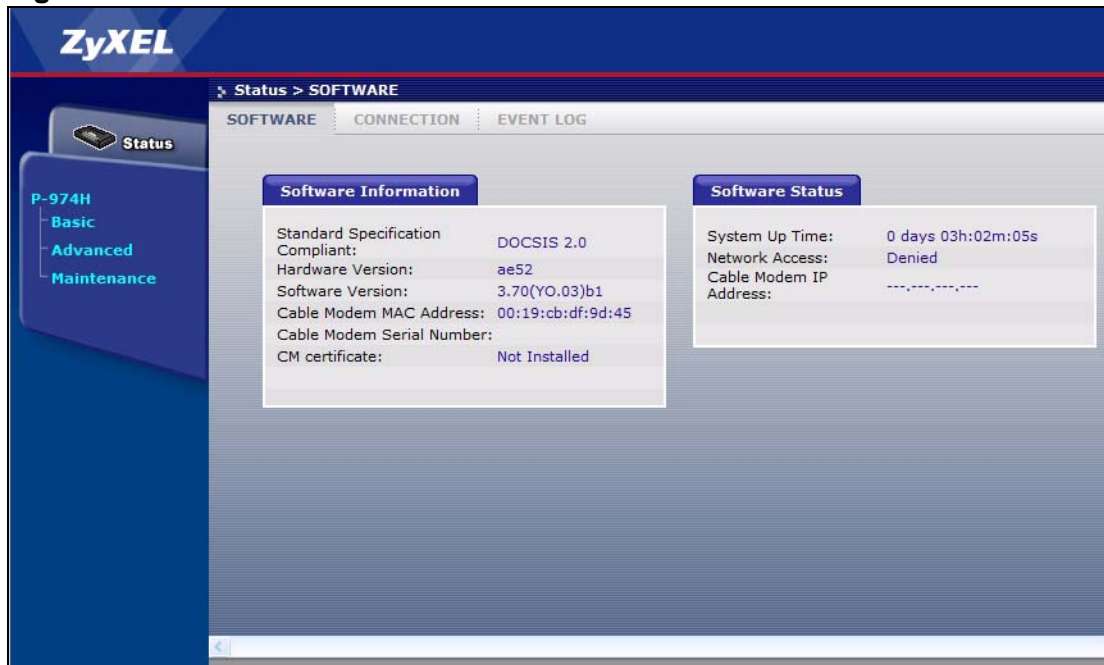 ZyXEL
Status > SOFTWARE
SOFTWARE CONNECTION EVENT LOG
Status
P-974H
Basic
Advanced
Maintenance
Software Information
Standard Specification
Compliant: DOCSIS 2.0
Hardware Version: ae52
Software Version: 3.70(YO.03)b1
Cable Modem MAC Address: 00:19:cb:df:9d:45
Cable Modem Serial Number:
CM certificate: Not Installed
Software Status
System Up Time: 0 days 03h:02m:05s
Network Access: Denied
Cable Modem IP
Address: ---.---.---.---